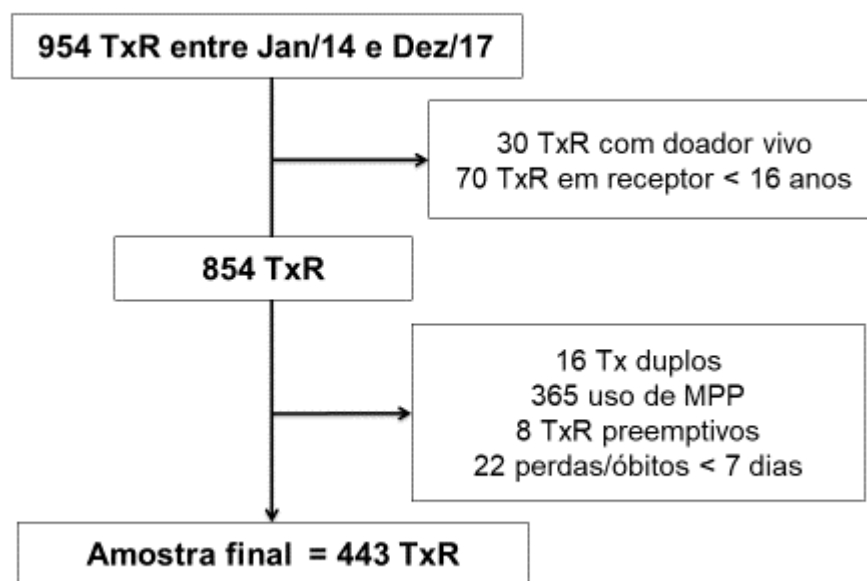 954 TxR entre Jan/14 e Dez/17
30 TxR com doador vivo
70 TxR em receptor < 16 anos
854 TxR
16 Tx duplos
365 uso de MPP
8 TxR preemptivos
22 perdas/óbitos < 7 dias
Amostra final = 443 TxR